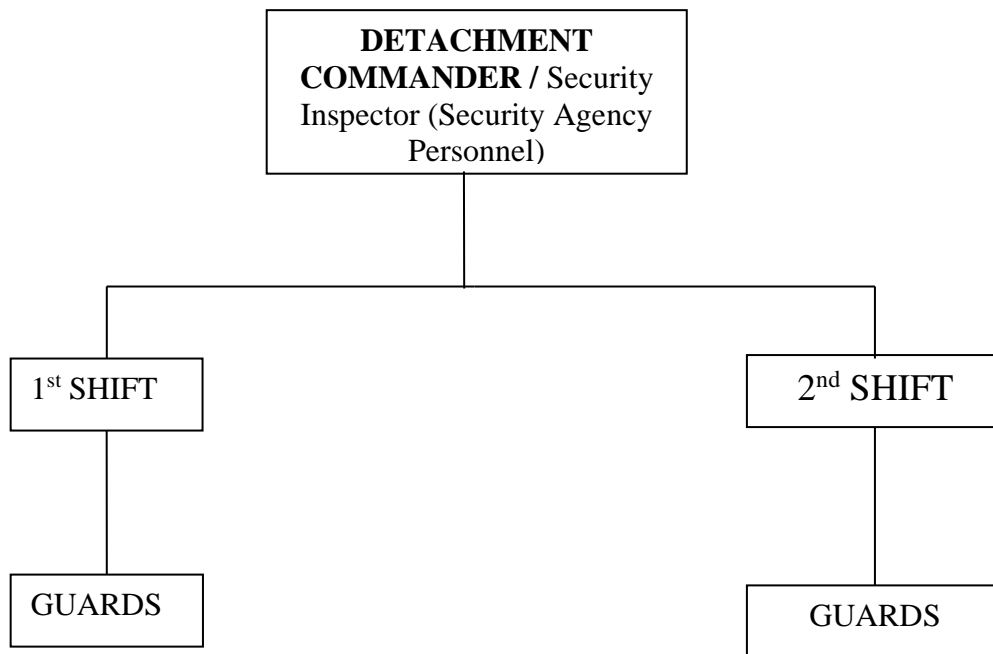 DETACHMENT
COMMANDER / Security
Inspector (Security Agency
Personnel)
1st SHIFT
2nd SHIFT
GUARDS
GUARDS